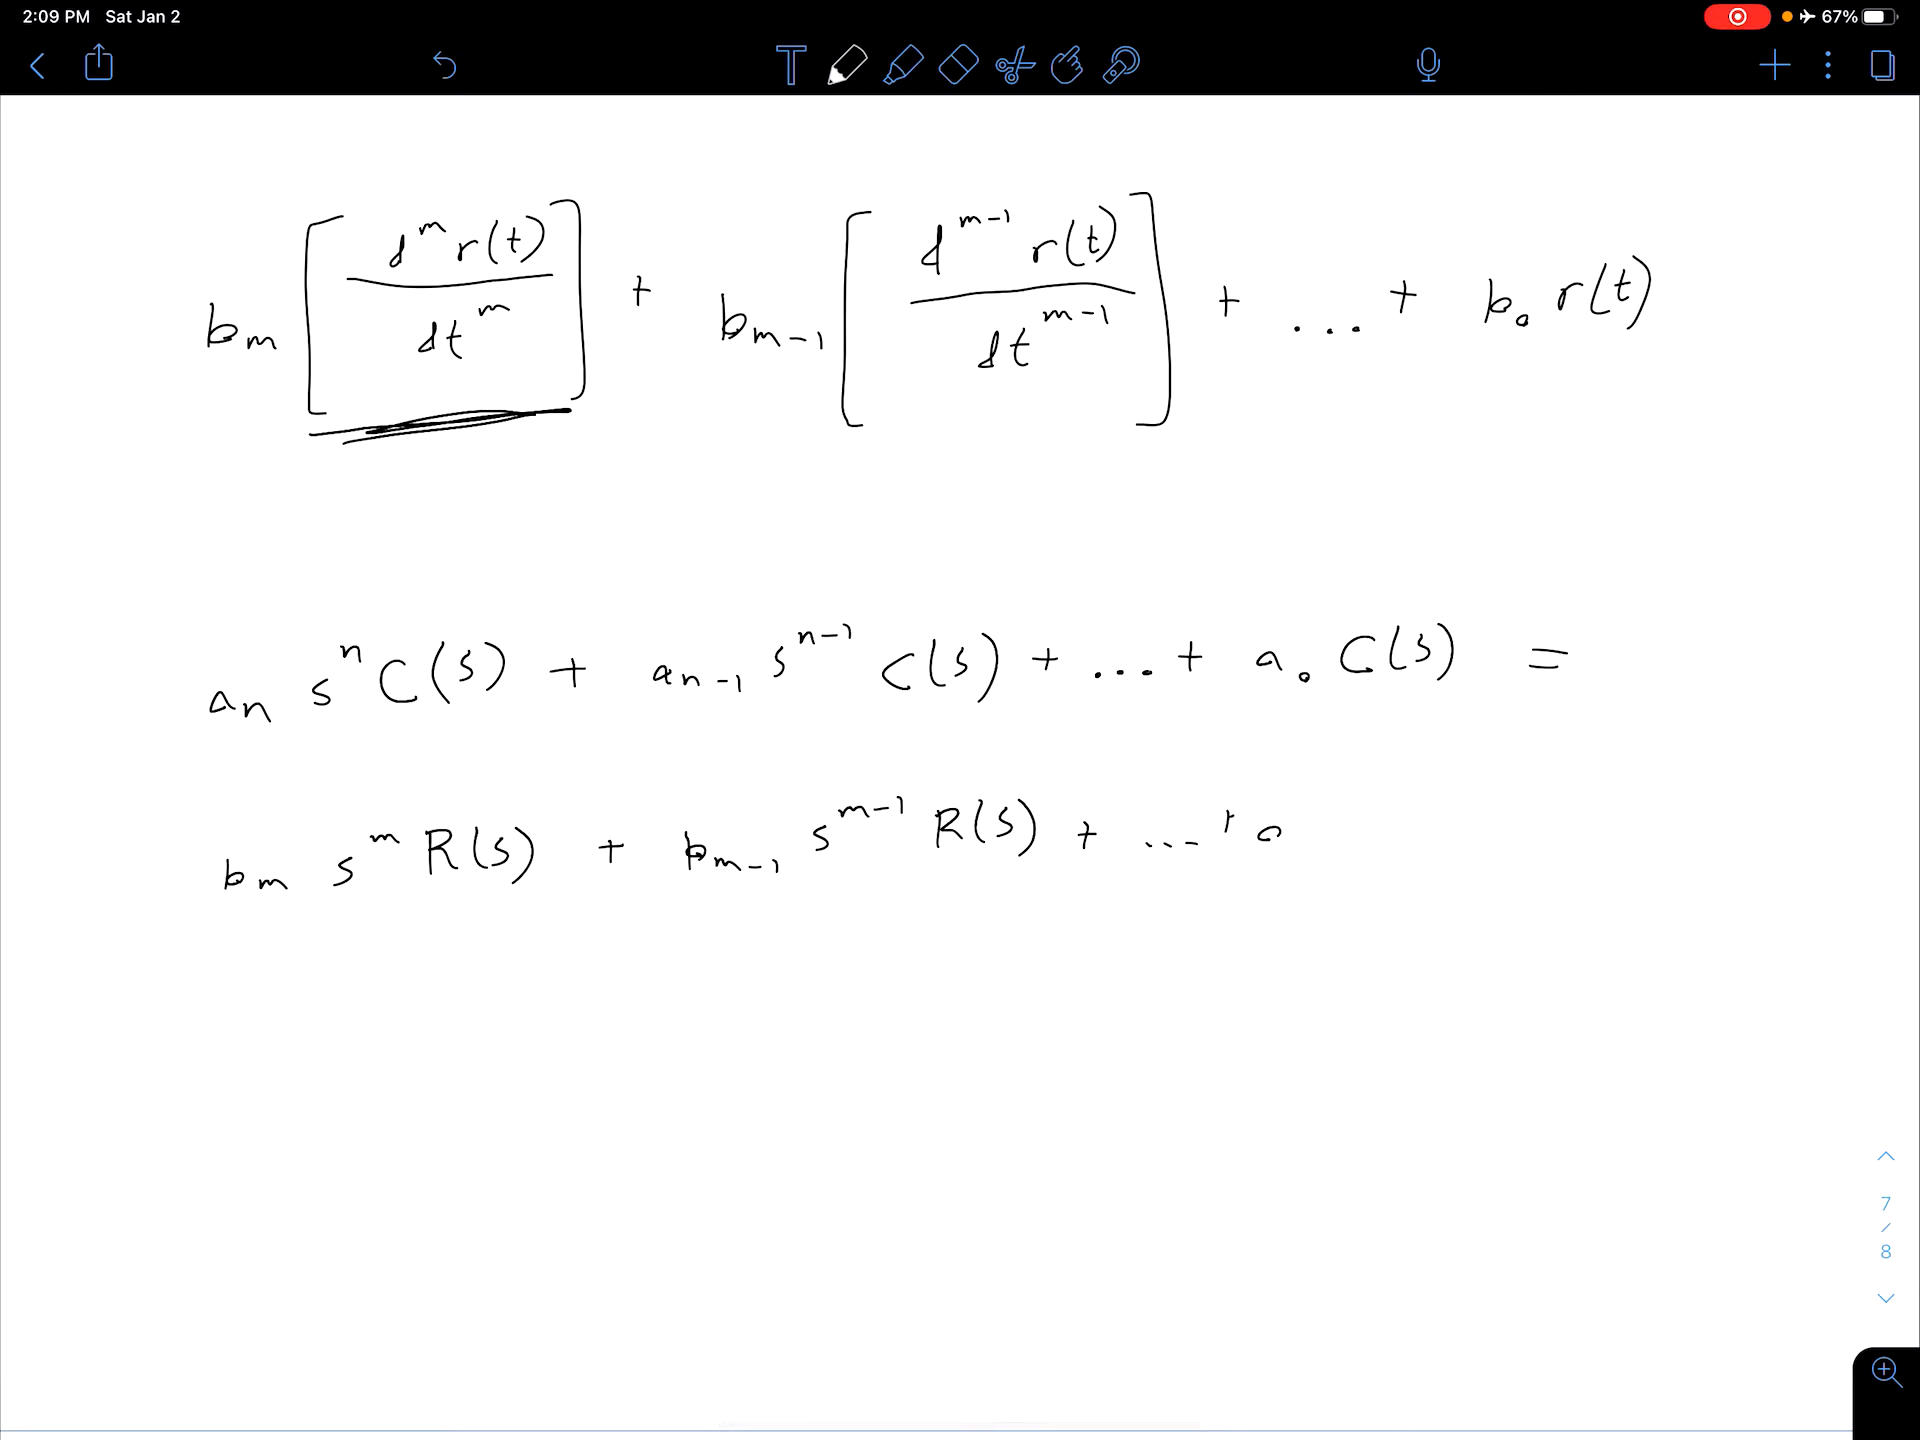 2:09 PM Sat Jan 2
67%
T
b_m [ d^m r(t) / dt^m ] + b_{m-1} [ d^{m-1} r(t) / dt^{m-1} ] + ... + b_0 r(t)
a_n s^n C(s) + a_{n-1} s^{n-1} C(s) + ... + a_0 C(s) =
b_m s^m R(s) + b_{m-1} s^{m-1} R(s) + ...
7
/
8